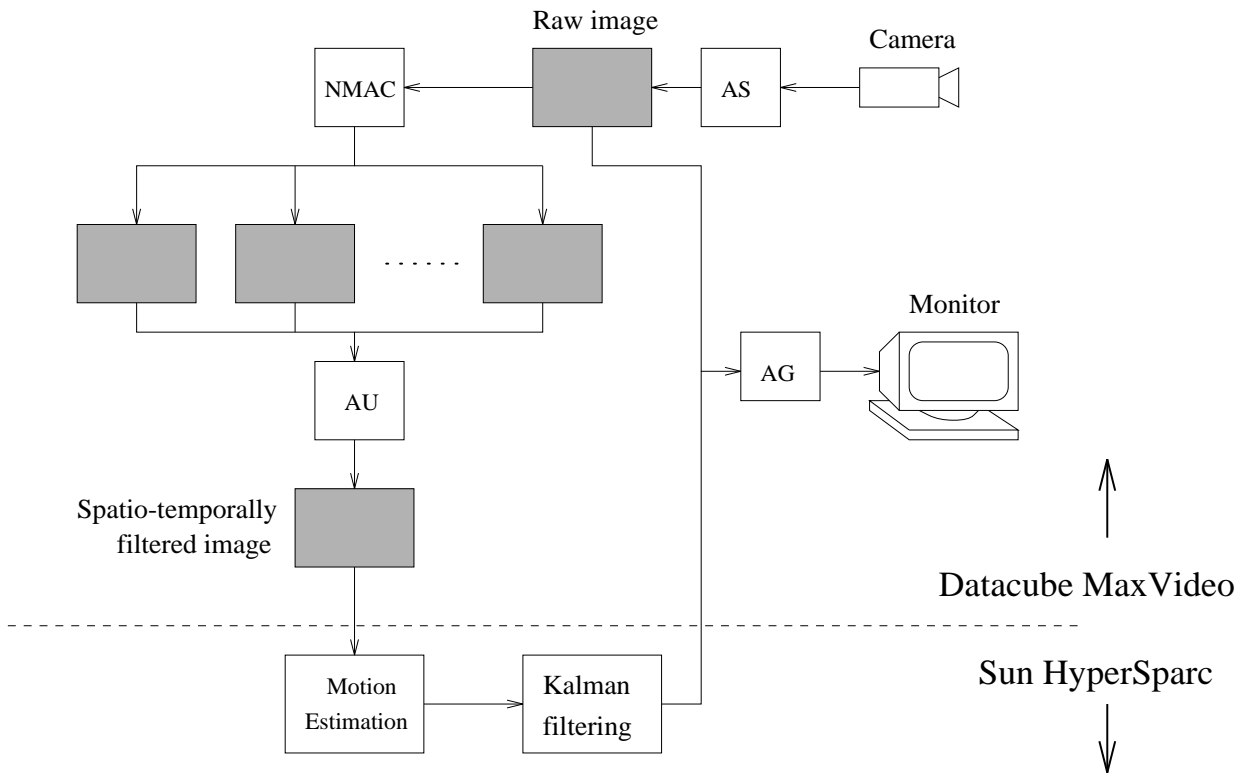 Raw image
Camera
NMAC
AS
. . . . . .
Monitor
AG
AU
Spatio-temporally
filtered image
Datacube MaxVideo
Sun HyperSparc
Motion
Estimation
Kalman
filtering